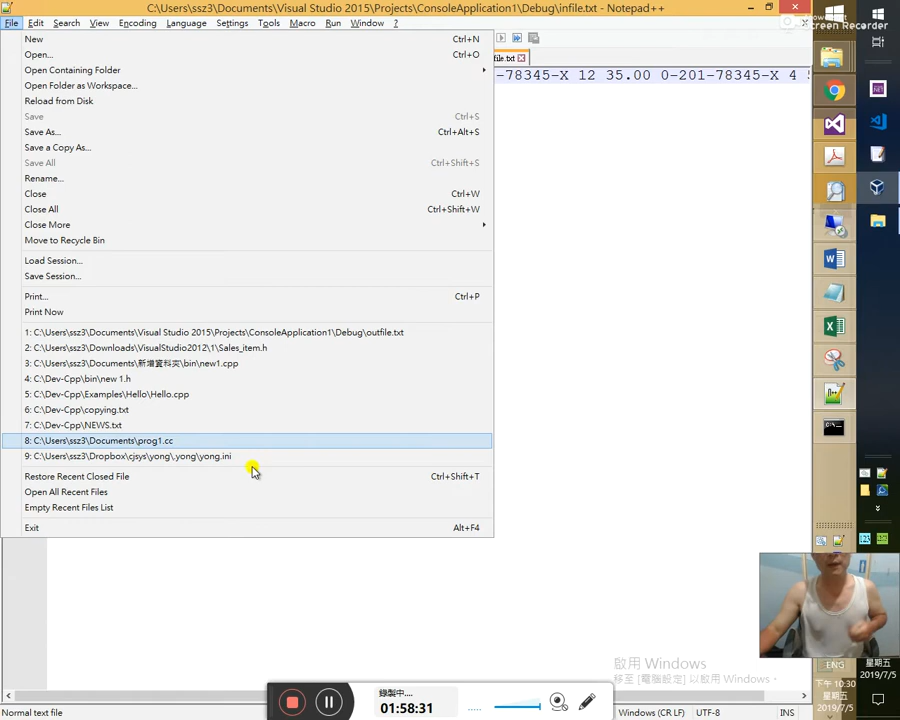 C:\Users\ssz3\Documents\Visual Studio 2015\Projects\ConsoleApplication1\Debug\infile.txt - Notepad++
File Edit Search View Encoding Language Settings Tools Macro Run Window ?
Screen Recorder
file.txt
-78345-X 12 35.00 0-201-78345-X 4
New Ctrl+N
Open... Ctrl+O
Open Containing Folder
Open Folder as Workspace...
Reload from Disk
Save Ctrl+S
Save As... Ctrl+Alt+S
Save a Copy As...
Save All Ctrl+Shift+S
Rename...
Close Ctrl+W
Close All Ctrl+Shift+W
Close More
Move to Recycle Bin
Load Session...
Save Session...
Print... Ctrl+P
Print Now
1: C:\Users\ssz3\Documents\Visual Studio 2015\Projects\ConsoleApplication1\Debug\outfile.txt
2: C:\Users\ssz3\Downloads\VisualStudio2012\1\Sales_item.h
3: C:\Users\ssz3\Documents\新增資料夾\bin\new1.cpp
4: C:\Dev-Cpp\bin\new 1.h
5: C:\Dev-Cpp\Examples\Hello\Hello.cpp
6: C:\Dev-Cpp\copying.txt
7: C:\Dev-Cpp\NEWS.txt
8: C:\Users\ssz3\Documents\prog1.cc
9: C:\Users\ssz3\Dropbox\cjsys\yong\.yong\yong.ini
Restore Recent Closed File Ctrl+Shift+T
Open All Recent Files
Empty Recent Files List
Exit Alt+F4
啟用 Windows
移至 [電腦設定] 以啟用 Windows。
錄製中...
01:58:31
Normal text file
Windows (CR LF) UTF-8 INS
ENG
下午 10:30
星期五
2019/7/5
星期五
2019/7/5